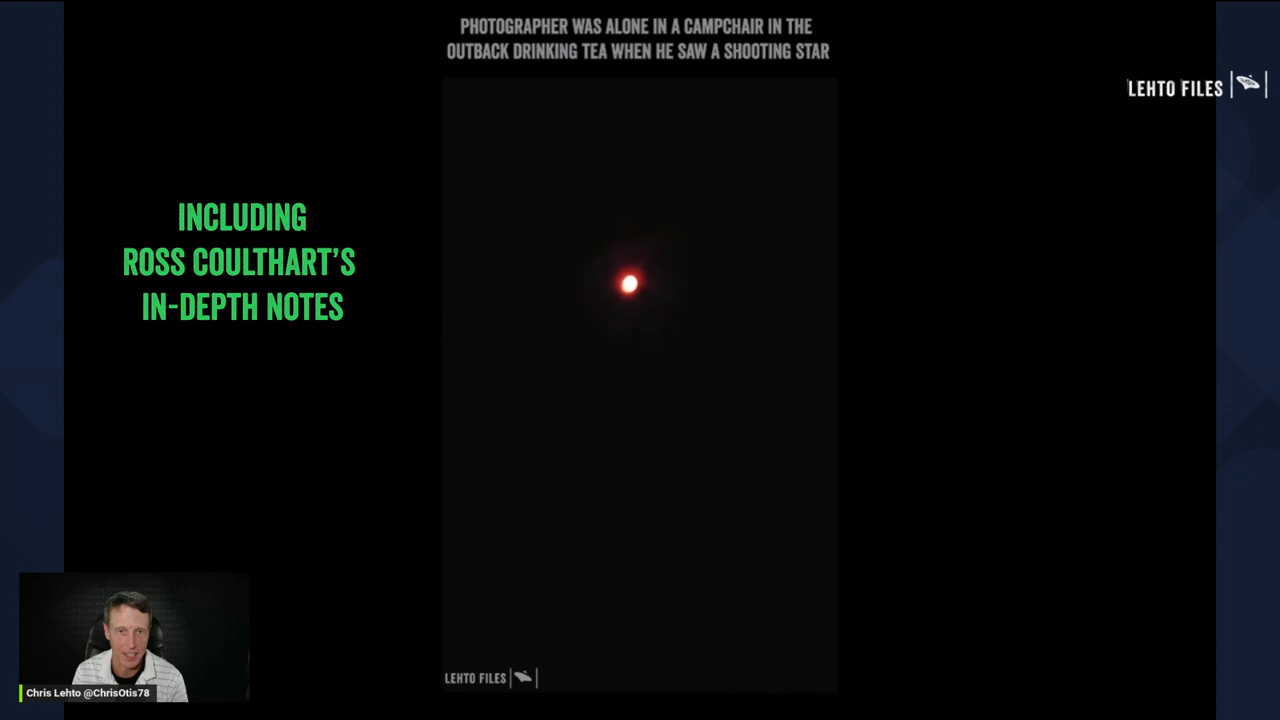 PHOTOGRAPHER WAS ALONE IN A CAMPCHAIR IN THE
OUTBACK DRINKING TEA WHEN HE SAW A SHOOTING STAR
LEHTO FILES
INCLUDING
ROSS COULTHART'S
IN-DEPTH NOTES
LEHTO FILES
Chris Lehto @ChrisOtis78